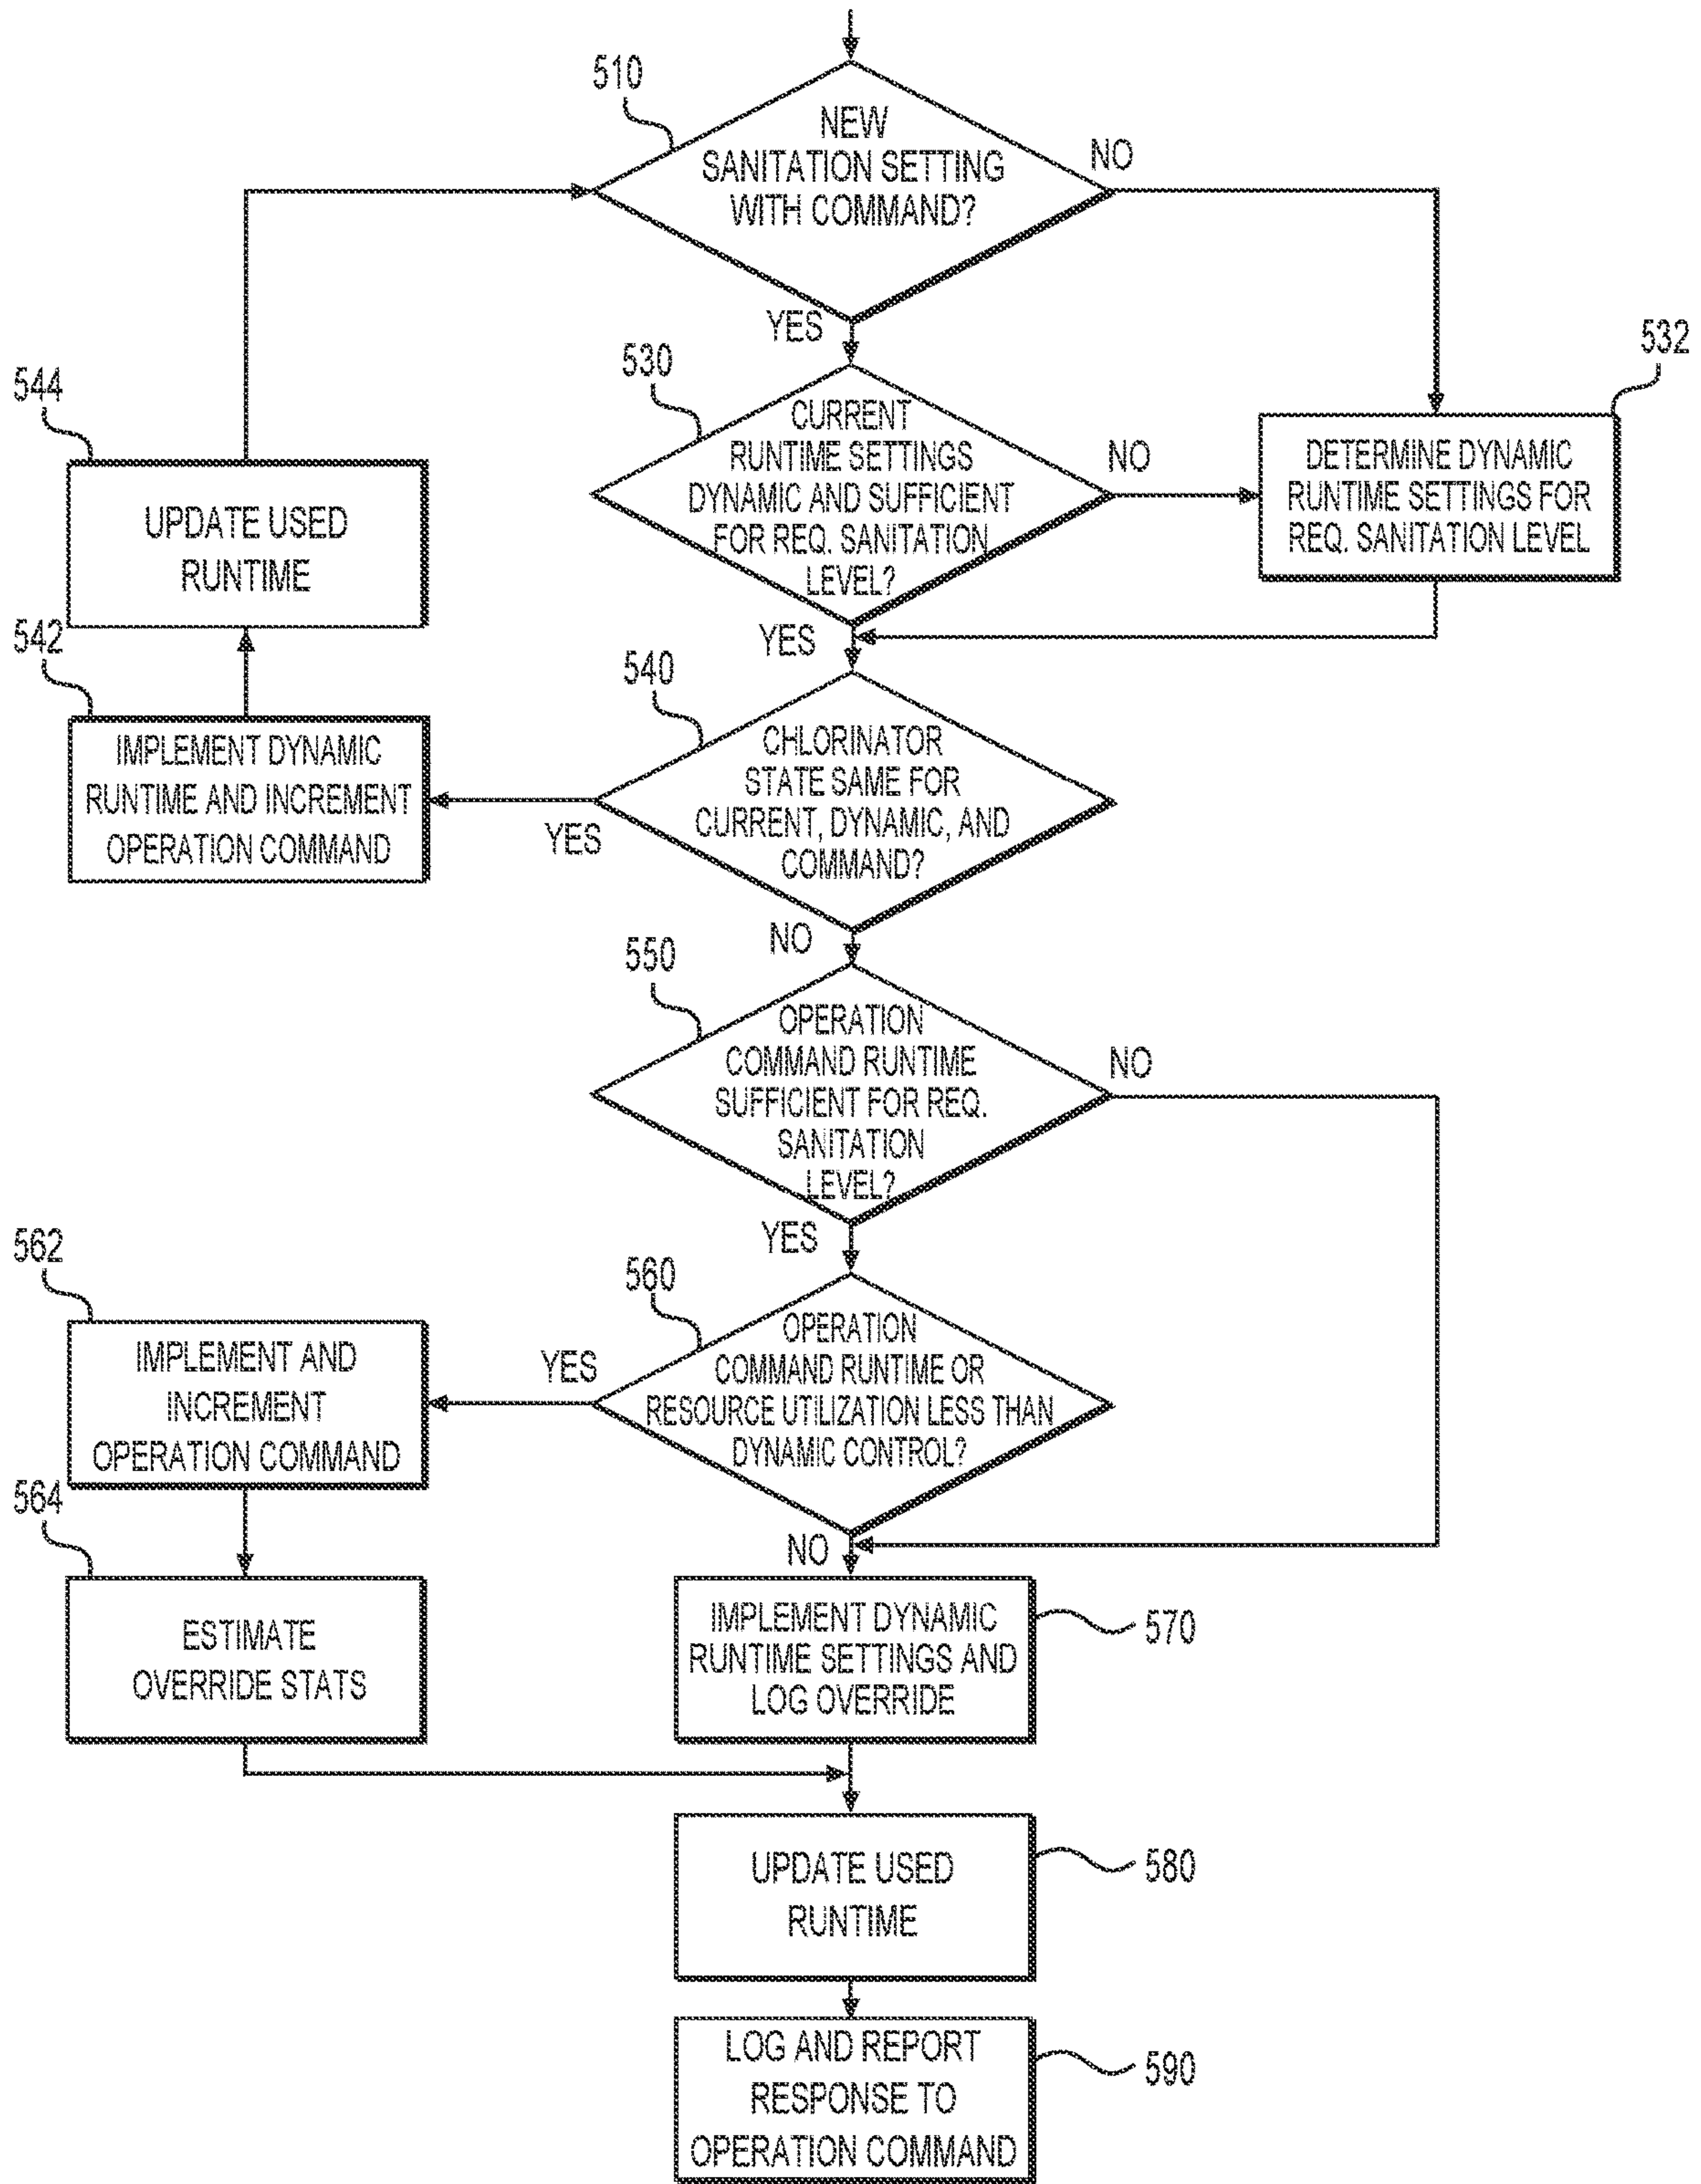 510
NEW
SANITATION SETTING
WITH COMMAND?
NO
YES
530
CURRENT
RUNTIME SETTINGS
DYNAMIC AND SUFFICIENT
FOR REQ. SANITATION
LEVEL?
NO
YES
532
DETERMINE DYNAMIC
RUNTIME SETTINGS FOR
REQ. SANITATION LEVEL
544
UPDATE USED
RUNTIME
542
IMPLEMENT DYNAMIC
RUNTIME AND INCREMENT
OPERATION COMMAND
540
CHLORINATOR
STATE SAME FOR
CURRENT, DYNAMIC, AND
COMMAND?
YES
NO
550
OPERATION
COMMAND RUNTIME
SUFFICIENT FOR REQ.
SANITATION
LEVEL?
NO
YES
560
OPERATION
COMMAND RUNTIME OR
RESOURCE UTILIZATION LESS THAN
DYNAMIC CONTROL?
YES
NO
562
IMPLEMENT AND
INCREMENT
OPERATION COMMAND
564
ESTIMATE
OVERRIDE STATS
IMPLEMENT DYNAMIC
RUNTIME SETTINGS AND
LOG OVERRIDE
570
UPDATE USED
RUNTIME
580
LOG AND REPORT
RESPONSE TO
OPERATION COMMAND
590